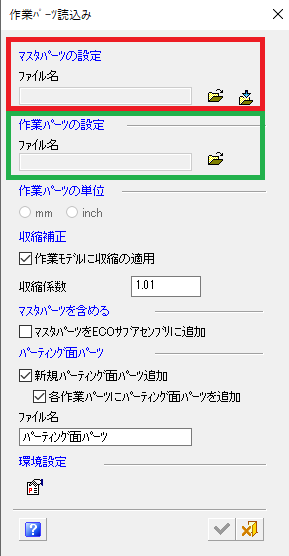 作業ﾊﾟｰﾂ読込み
マスタパーツの設定
ファイル名
作業パーツの設定
ファイル名
作業パーツの単位
mm inch
収縮補正
作業モデルに収縮の適用
収縮係数 1.01
マスタパーツを含める
マスタパーツをECOサブアセンブリに追加
パーティング面パーツ
新規パーティング面パーツ追加
各作業パーツにパーティング面パーツを追加
ファイル名
パーティング面パーツ
環境設定